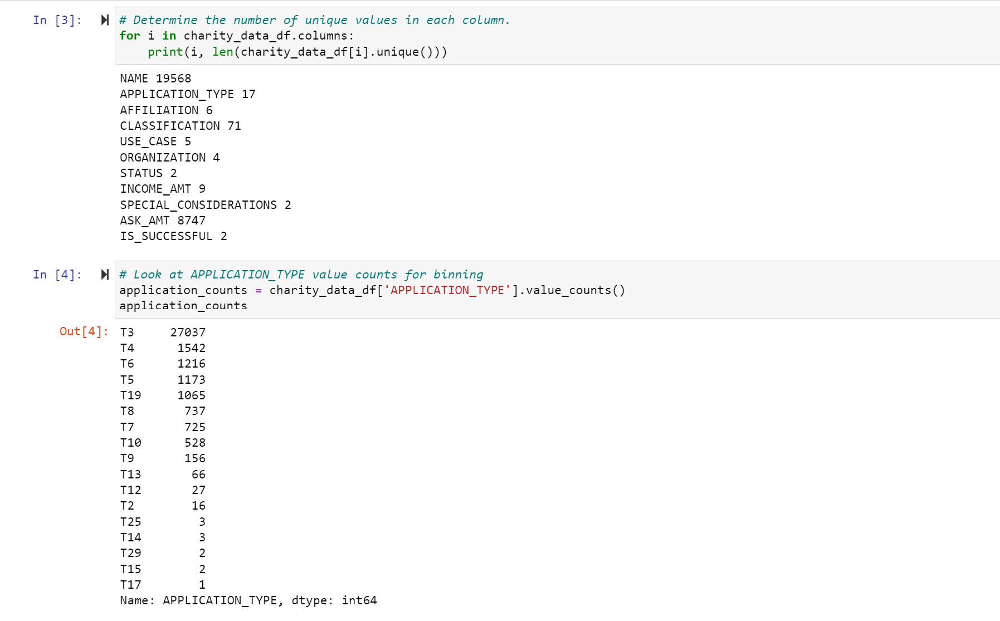 In [3]:
# Determine the number of unique values in each column.
for i in charity_data_df.columns:
    print(i, len(charity_data_df[i].unique()))
NAME 19568
APPLICATION_TYPE 17
AFFILIATION 6
CLASSIFICATION 71
USE_CASE 5
ORGANIZATION 4
STATUS 2
INCOME_AMT 9
SPECIAL_CONSIDERATIONS 2
ASK_AMT 8747
IS_SUCCESSFUL 2
In [4]:
# Look at APPLICATION_TYPE value counts for binning
application_counts = charity_data_df['APPLICATION_TYPE'].value_counts()
application_counts
Out[4]:
T3     27037
T4      1542
T6      1216
T5      1173
T19     1065
T8       737
T7       725
T10      528
T9       156
T13       66
T12       27
T2        16
T25        3
T14        3
T29        2
T15        2
T17        1
Name: APPLICATION_TYPE, dtype: int64